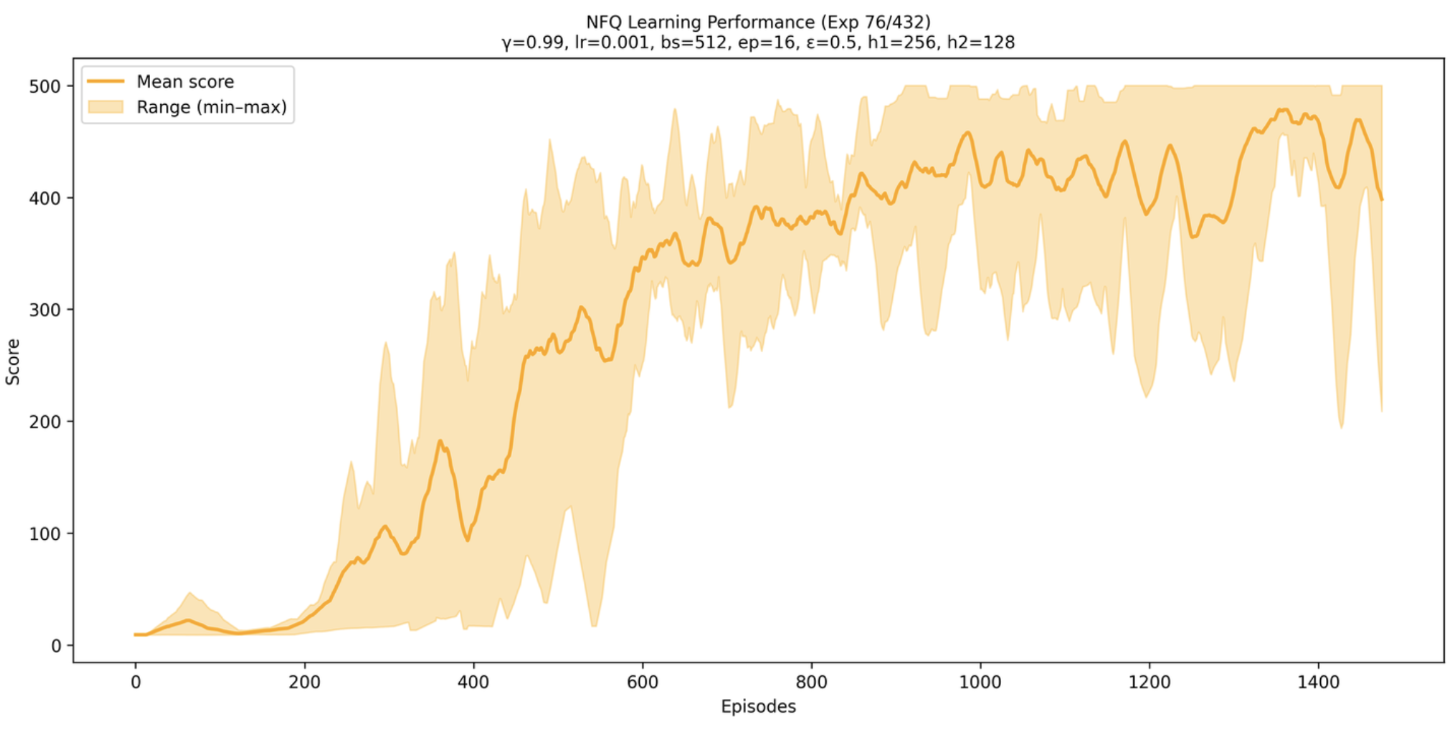 NFQ Learning Performance (Exp 76/432)
γ=0.99, lr=0.001, bs=512, ep=16, ε=0.5, h1=256, h2=128
Mean score
Range (min–max)
500
400
300
200
100
0
Score
0 200 400 600 800 1000 1200 1400
Episodes